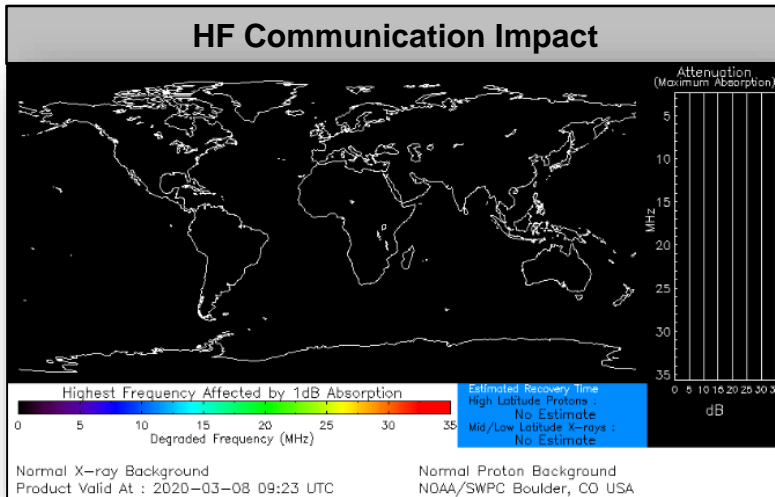 HF Communication Impact
Attenuation
(Maximum Absorption)
5
10
15
20
25
30
35
MHz
0 5 10 15 20 25 30 35
dB
Highest Frequency Affected by 1dB Absorption
0 5 10 15 20 25 30 35
Degraded Frequency (MHz)
Estimated Recovery Time
High Latitude Protons :
No Estimate
Mid/Low Latitude X-rays :
No Estimate
Normal X-ray Background
Product Valid At : 2020-03-08 09:23 UTC
Normal Proton Background
NOAA/SWPC Boulder, CO USA